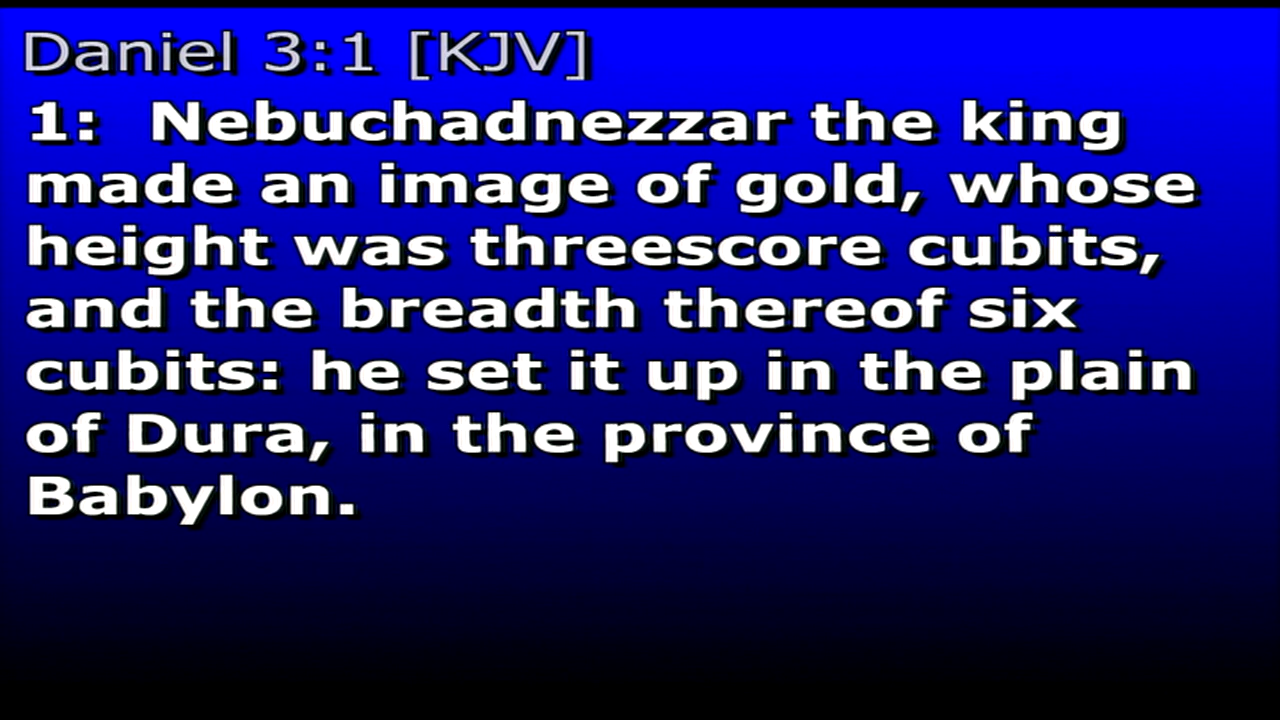 Daniel 3:1 [KJV]
1:  Nebuchadnezzar the king
made an image of gold, whose
height was threescore cubits,
and the breadth thereof six
cubits: he set it up in the plain
of Dura, in the province of
Babylon.